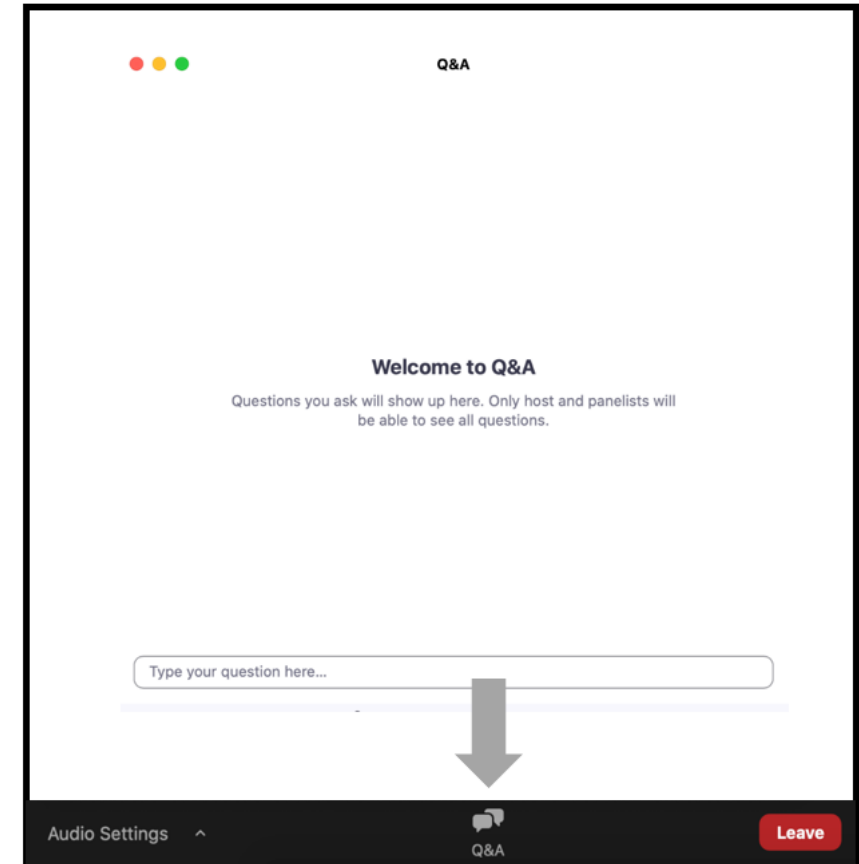 Q&A
Welcome to Q&A
Questions you ask will show up here. Only host and panelists will
be able to see all questions.
Type your question here...
Audio Settings
Q&A
Leave